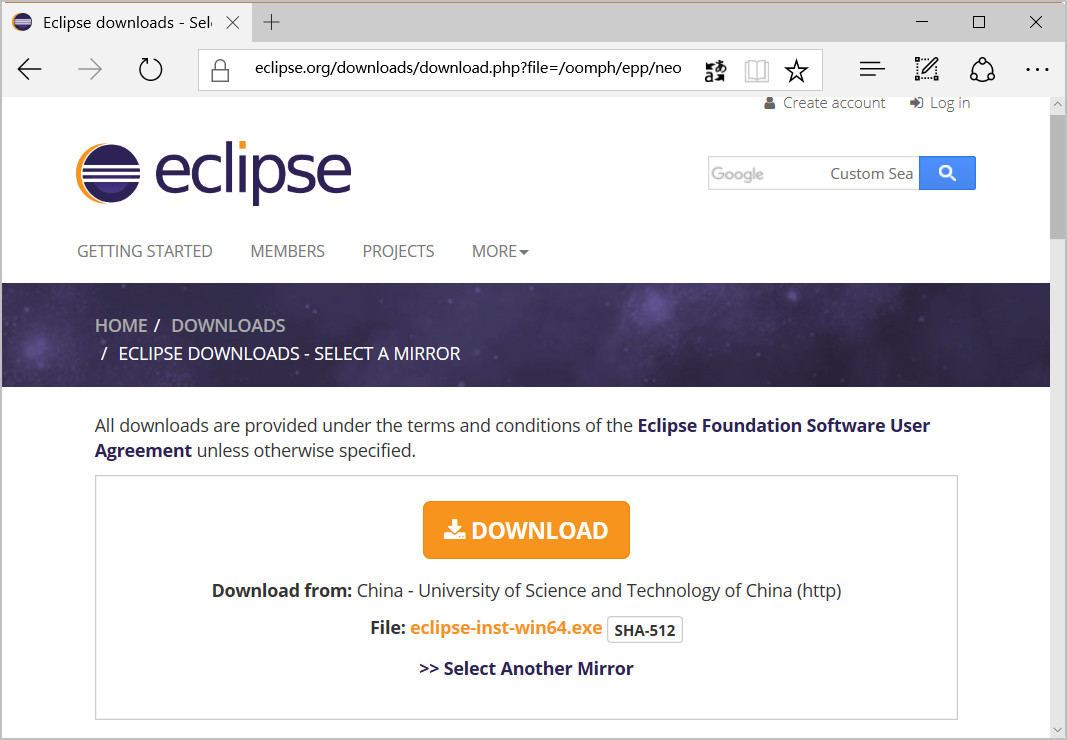 Eclipse downloads - Sel
eclipse.org/downloads/download.php?file=/oomph/epp/neo
Create account Log in
eclipse
Google Custom Sea
GETTING STARTED MEMBERS PROJECTS MORE
HOME / DOWNLOADS
/ ECLIPSE DOWNLOADS - SELECT A MIRROR
All downloads are provided under the terms and conditions of the Eclipse Foundation Software User
Agreement unless otherwise specified.
DOWNLOAD
Download from: China - University of Science and Technology of China (http)
File: eclipse-inst-win64.exe SHA-512
>> Select Another Mirror